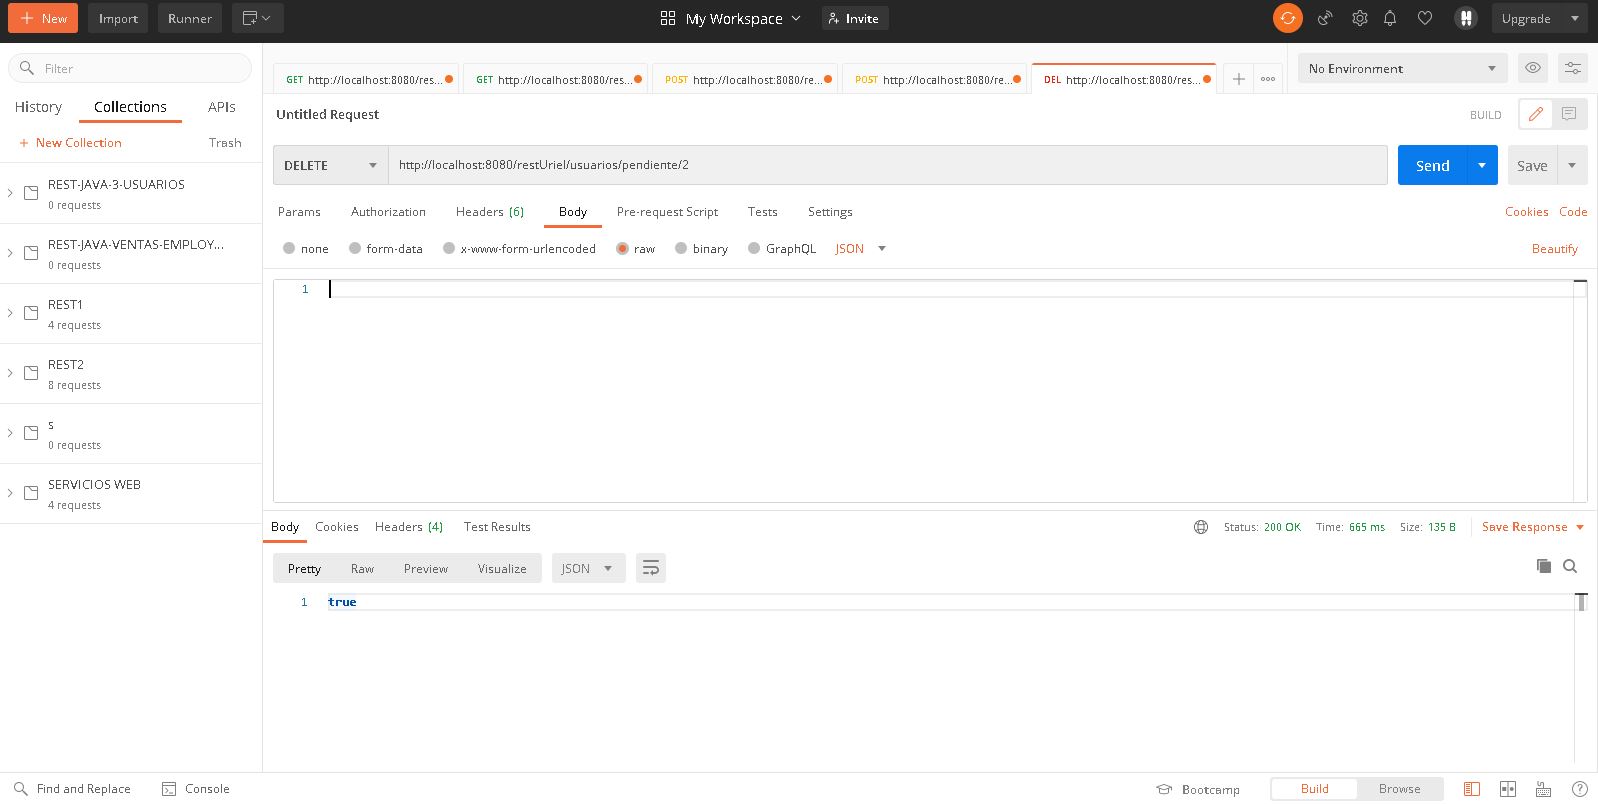 New Import Runner My Workspace Invite Upgrade
Filter
GET http://localhost:8080/res... GET http://localhost:8080/res... POST http://localhost:8080/re... POST http://localhost:8080/re... DEL http://localhost:8080/res... No Environment
History Collections APIs
Untitled Request BUILD
New Collection Trash
DELETE http://localhost:8080/restUriel/usuarios/pendiente/2 Send Save
REST-JAVA-3-USUARIOS
0 requests
Params Authorization Headers (6) Body Pre-request Script Tests Settings Cookies Code
REST-JAVA-VENTAS-EMPLOY...
0 requests
none form-data x-www-form-urlencoded raw binary GraphQL JSON Beautify
1
REST1
4 requests
REST2
8 requests
s
0 requests
SERVICIOS WEB
4 requests
Body Cookies Headers (4) Test Results Status: 200 OK Time: 665 ms Size: 135 B Save Response
Pretty Raw Preview Visualize JSON
1 true
Find and Replace Console Bootcamp Build Browse